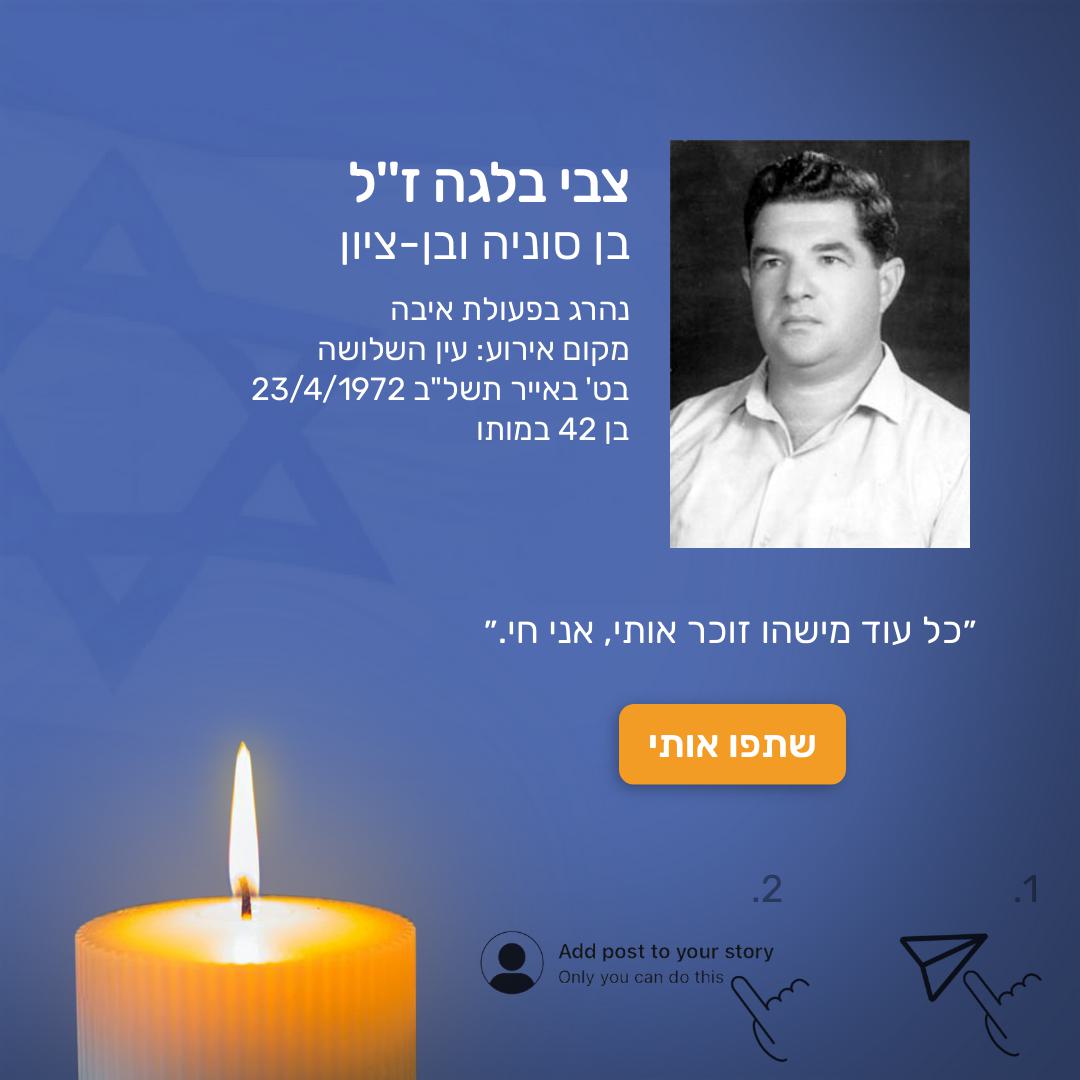 צבי בלגה ז"ל
בן סוניה ובן-ציון
נהרג בפעולת איבה
מקום אירוע: עין השלושה
בט' באייר תשל"ב 23/4/1972
בן 42 במותו
״כל עוד מישהו זוכר אותי, אני חי.״
שתפו אותי
1.
2.
Add post to your story
Only you can do this